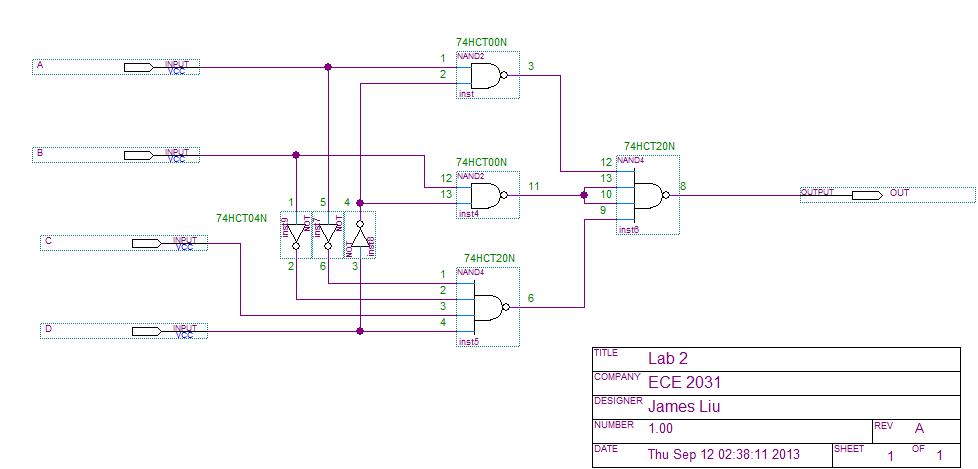 74HCT00N
A INPUT VCC
1 NAND2 3
2
inst
B INPUT VCC
74HCT00N
12 NAND2 11
13
inst4
74HCT20N
12 NAND4
13
10 8
9
inst6
OUTPUT OUT
74HCT04N
1 5 4
inst9 NOT inst7 NOT NOT inst8
2 6 3
C INPUT VCC
D INPUT VCC
74HCT20N
1 NAND4
2
3 6
4
inst5
TITLE Lab 2
COMPANY ECE 2031
DESIGNER James Liu
NUMBER 1.00 REV A
DATE Thu Sep 12 02:38:11 2013 SHEET 1 OF 1